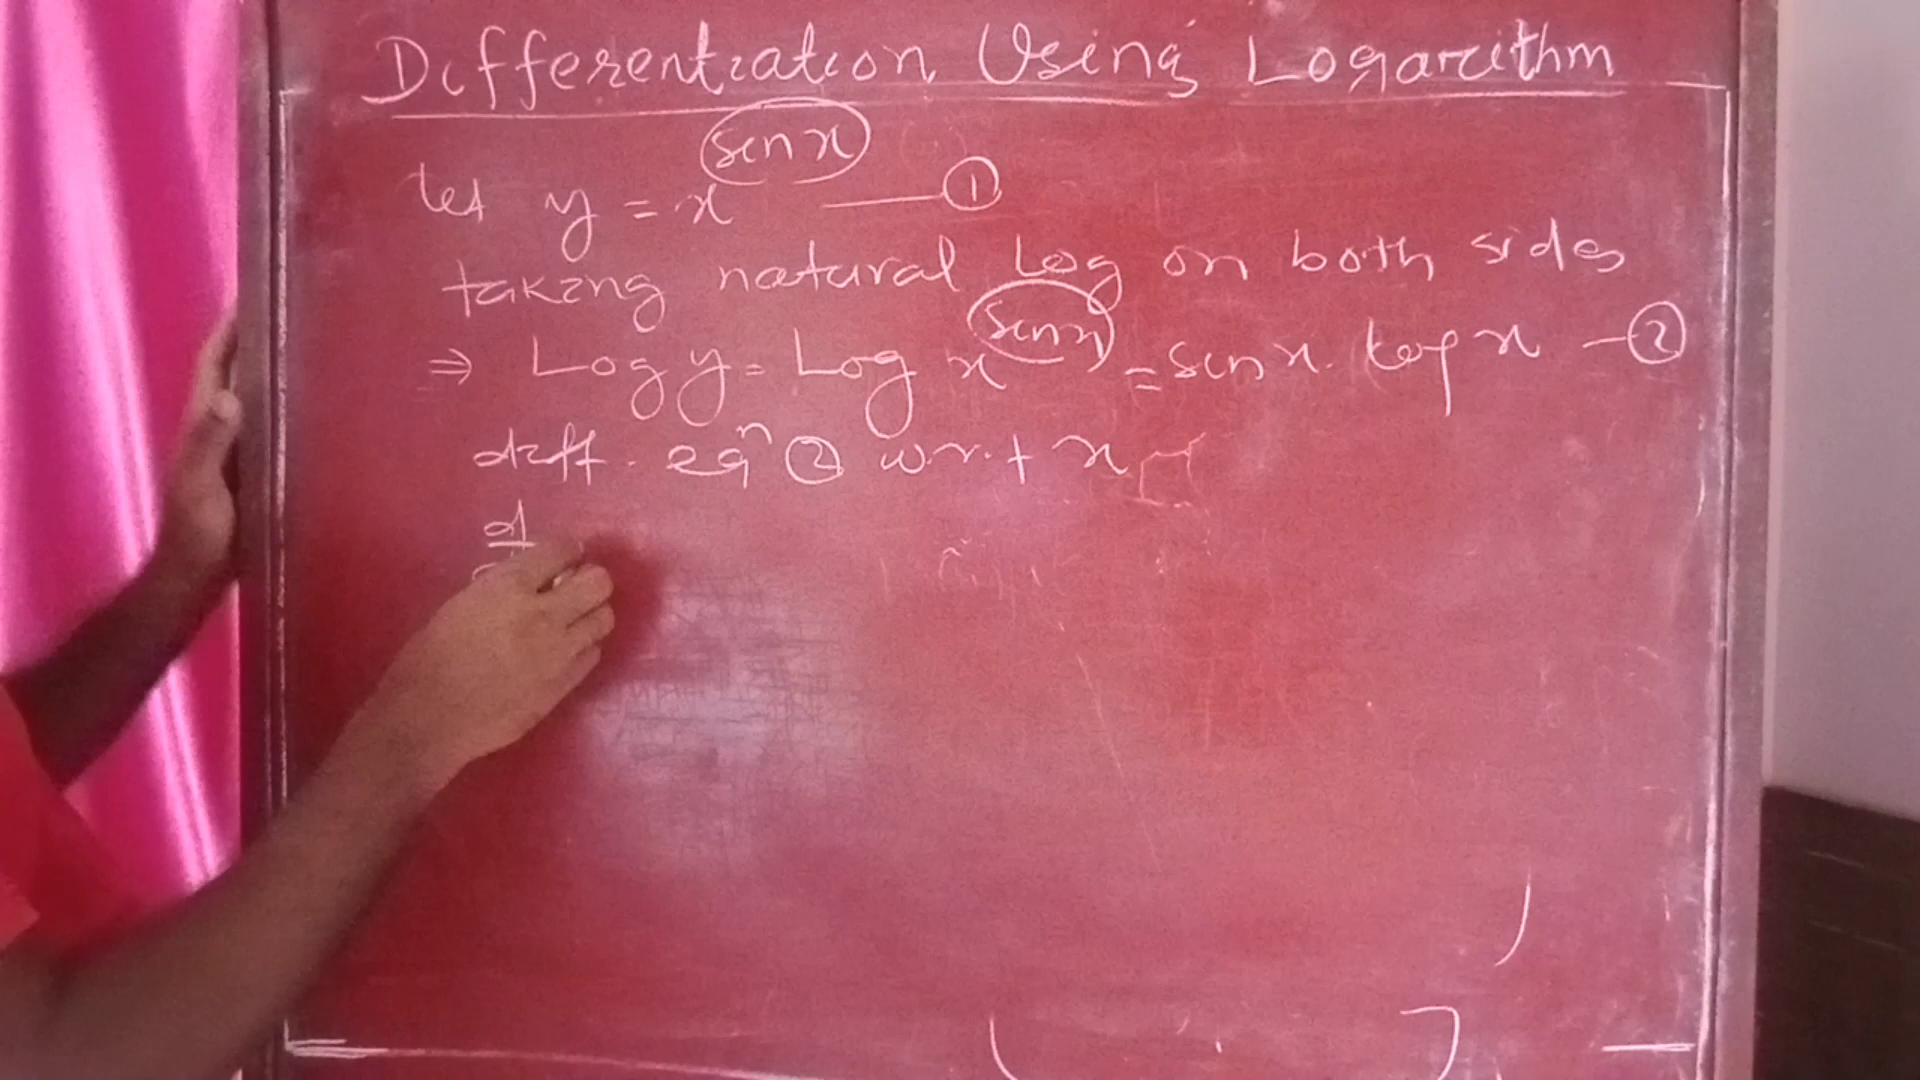 Differentiation Using Logarithm
let y = x^sin x —— ①
taking natural Log on both sides
⇒ Log y = Log x^sin x = sin x . log x — ②
diff . eqⁿ ② w.r.t x
d